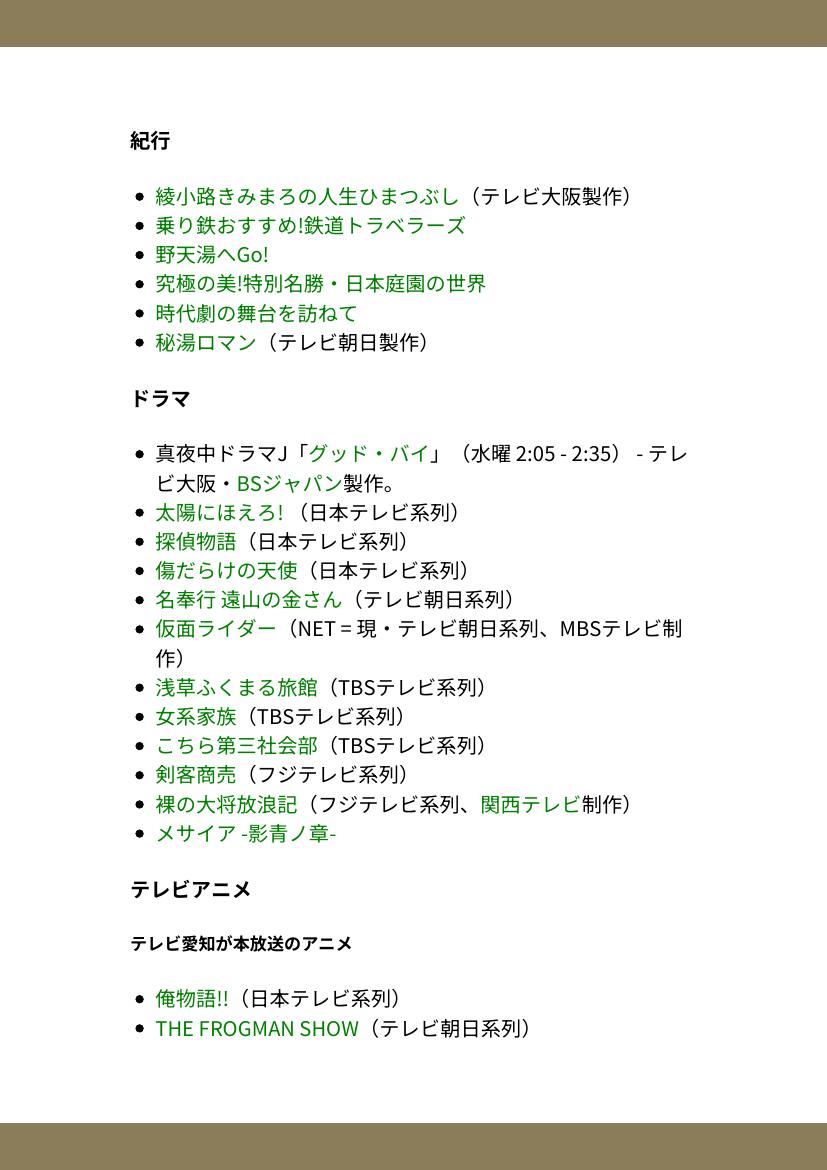 紀行
綾小路きみまろの人生ひまつぶし（テレビ大阪製作）
乗り鉄おすすめ!鉄道トラベラーズ
野天湯へGo!
究極の美!特別名勝・日本庭園の世界
時代劇の舞台を訪ねて
秘湯ロマン（テレビ朝日製作）
ドラマ
真夜中ドラマJ「グッド・バイ」（水曜 2:05 - 2:35） - テレ
ビ大阪・BSジャパン製作。
太陽にほえろ! （日本テレビ系列）
探偵物語（日本テレビ系列）
傷だらけの天使（日本テレビ系列）
名奉行 遠山の金さん（テレビ朝日系列）
仮面ライダー（NET = 現・テレビ朝日系列、MBSテレビ制
作）
浅草ふくまる旅館（TBSテレビ系列）
女系家族（TBSテレビ系列）
こちら第三社会部（TBSテレビ系列）
剣客商売（フジテレビ系列）
裸の大将放浪記（フジテレビ系列、関西テレビ制作）
メサイア -影青ノ章-
テレビアニメ
テレビ愛知が本放送のアニメ
俺物語!!（日本テレビ系列）
THE FROGMAN SHOW（テレビ朝日系列）